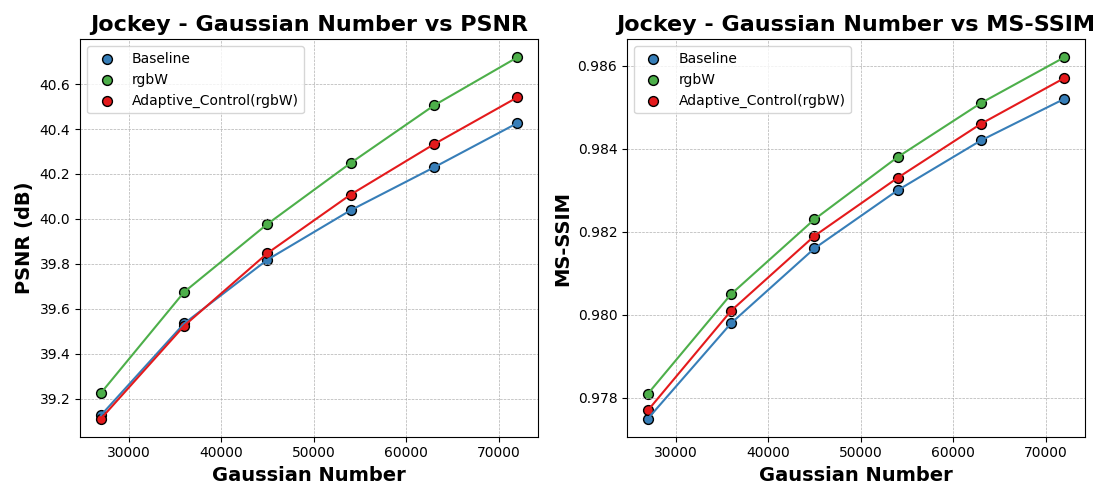 Jockey - Gaussian Number vs PSNR
Baseline
rgbW
Adaptive_Control(rgbW)
40.6
40.4
40.2
40.0
39.8
39.6
39.4
39.2
PSNR (dB)
30000 40000 50000 60000 70000
Gaussian Number
Jockey - Gaussian Number vs MS-SSIM
Baseline
rgbW
Adaptive_Control(rgbW)
0.986
0.984
0.982
0.980
0.978
MS-SSIM
30000 40000 50000 60000 70000
Gaussian Number